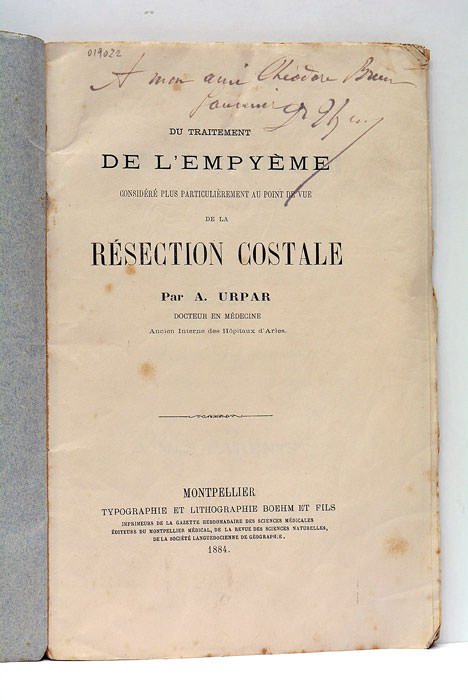 019022
A mon ami Théodore
Souvenir
DU TRAITEMENT
DE L'EMPYÈME
CONSIDÉRÉ PLUS PARTICULIÈREMENT AU POINT DE VUE
DE LA
RÉSECTION COSTALE
Par A. URPAR
DOCTEUR EN MÉDECINE
Ancien Interne des Hôpitaux d'Arles.
MONTPELLIER
TYPOGRAPHIE ET LITHOGRAPHIE BOEHM ET FILS
IMPRIMEURS DE LA GAZETTE HEBDOMADAIRE DES SCIENCES MÉDICALES
ÉDITEURS DU MONTPELLIER MÉDICAL, DE LA REVUE DES SCIENCES NATURELLES,
DE LA SOCIÉTÉ LANGUEDOCIENNE DE GÉOGRAPHIE.
1884.